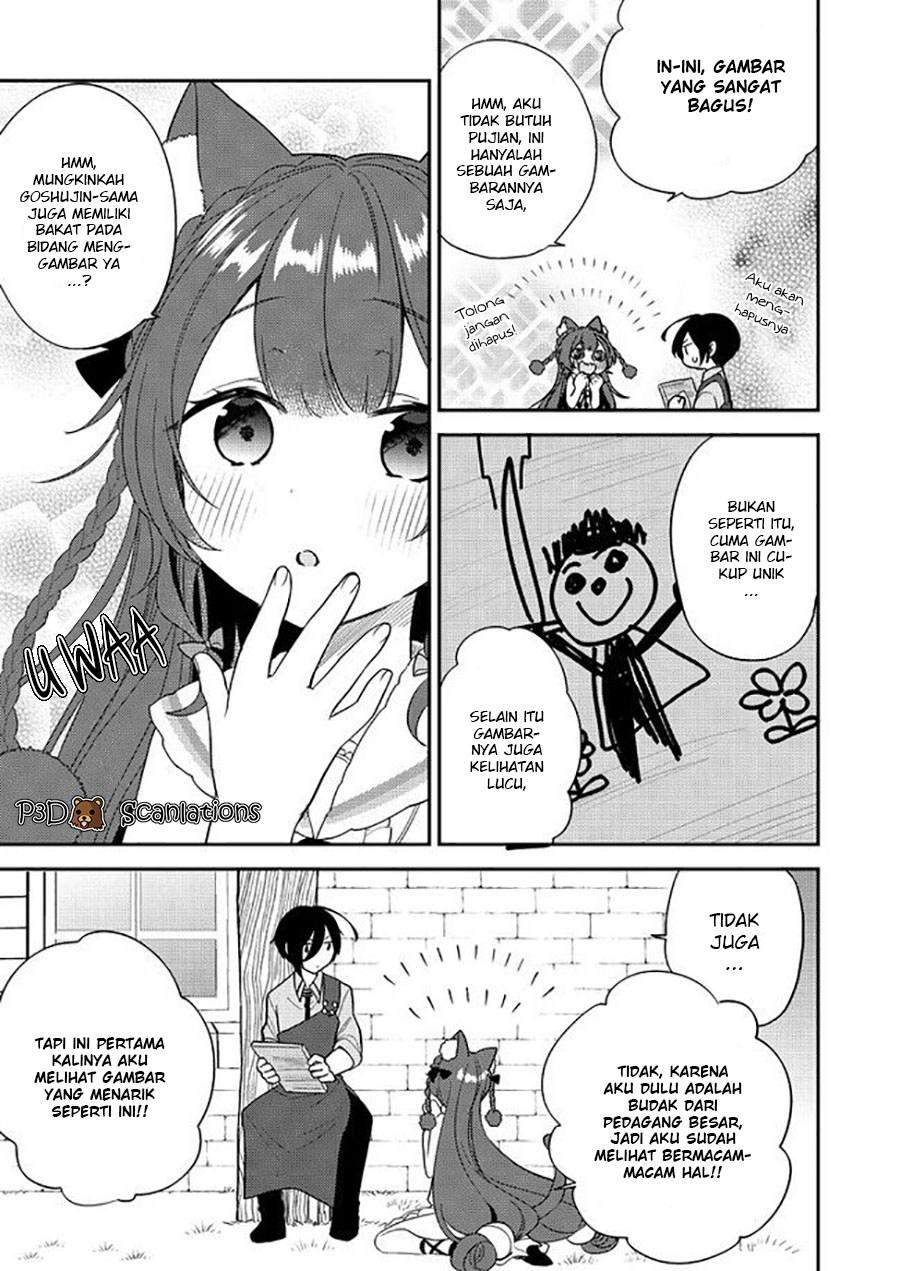 IN-INI, GAMBAR
YANG SANGAT
BAGUS!
HMM, AKU
TIDAK BUTUH
PUJIAN, INI
HANYALAH
SEBUAH GAM-
BARANNYA
SAJA,
Aku akan
meng-
hapusnya
Tolong
jangan
dihapus!
HMM,
MUNGKINKAH
GOSHUJIN-SAMA
JUGA MEMILIKI
BAKAT PADA
BIDANG MENG-
GAMBAR YA
...?
UWAA
P3D Scanlations
BUKAN
SEPERTI ITU,
CUMA GAM-
BAR INI CU-
KUP UNIK
...
SELAIN ITU
GAMBAR-
NYA JUGA
KELIHATAN
LUCU,
TIDAK
JUGA
...
TIDAK, KARENA
AKU DULU ADALAH
BUDAK DARI
PEDAGANG BESAR,
JADI AKU SUDAH
MELIHAT BERMACAM-
MACAM HAL!!
TAPI INI PERTAMA
KALINYA AKU
MELIHAT GAMBAR
YANG MENARIK
SEPERTI INI!!